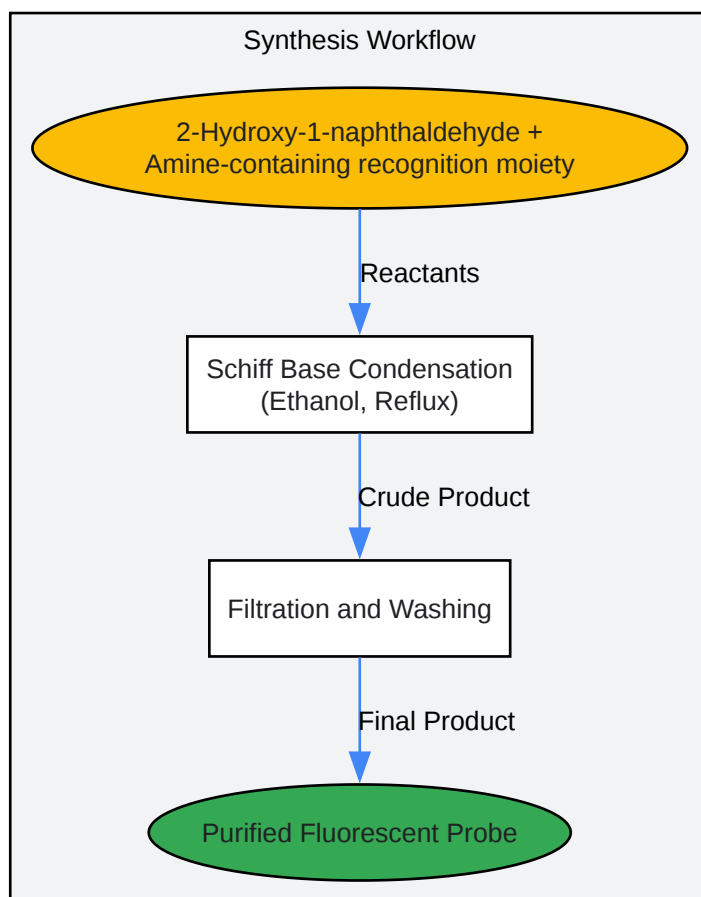 Synthesis Workflow
2-Hydroxy-1-naphthaldehyde +
Amine-containing recognition moiety
Reactants
Schiff Base Condensation
(Ethanol, Reflux)
Crude Product
Filtration and Washing
Final Product
Purified Fluorescent Probe